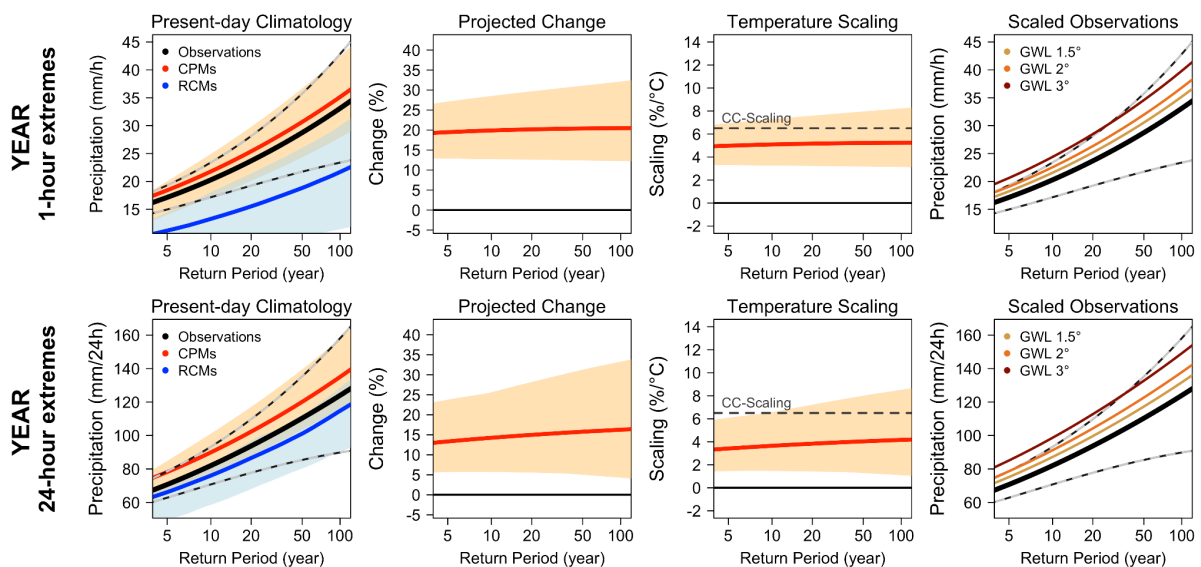 Present-day Climatology
Projected Change
Temperature Scaling
Scaled Observations
YEAR
1-hour extremes
Precipitation (mm/h)
45
40
35
30
25
20
15
Observations
CPMs
RCMs
5 10 20 50 100
Return Period (year)
Change (%)
40
35
30
25
20
15
10
5
0
-5
5 10 20 50 100
Return Period (year)
Scaling (%/°C)
14
12
10
8
6
4
2
0
-2
CC-Scaling
5 10 20 50 100
Return Period (year)
Precipitation (mm/h)
45
40
35
30
25
20
15
GWL 1.5°
GWL 2°
GWL 3°
5 10 20 50 100
Return Period (year)
Present-day Climatology
Projected Change
Temperature Scaling
Scaled Observations
YEAR
24-hour extremes
Precipitation (mm/24h)
160
140
120
100
80
60
Observations
CPMs
RCMs
5 10 20 50 100
Return Period (year)
Change (%)
40
35
30
25
20
15
10
5
0
-5
5 10 20 50 100
Return Period (year)
Scaling (%/°C)
14
12
10
8
6
4
2
0
-2
CC-Scaling
5 10 20 50 100
Return Period (year)
Precipitation (mm/24h)
160
140
120
100
80
60
GWL 1.5°
GWL 2°
GWL 3°
5 10 20 50 100
Return Period (year)